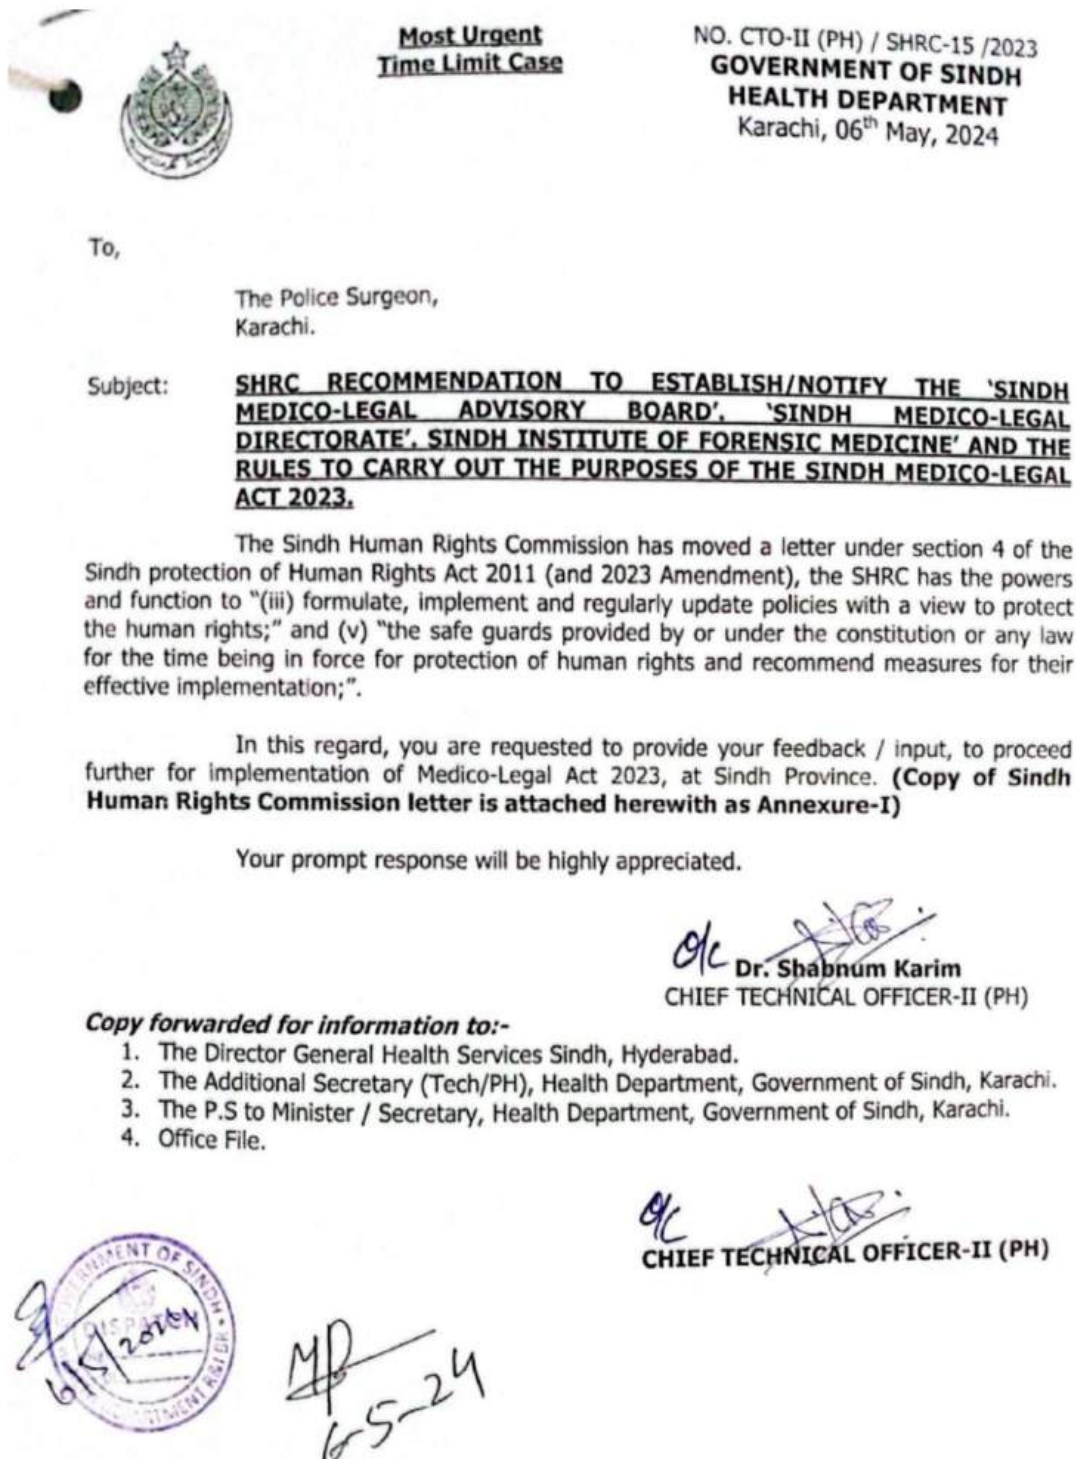 Most Urgent
Time Limit Case
NO. CTO-II (PH) / SHRC-15 /2023
GOVERNMENT OF SINDH
HEALTH DEPARTMENT
Karachi, 06th May, 2024
To,
The Police Surgeon,
Karachi.
Subject: SHRC RECOMMENDATION TO ESTABLISH/NOTIFY THE ‘SINDH
MEDICO-LEGAL ADVISORY BOARD’. ‘SINDH MEDICO-LEGAL
DIRECTORATE’. SINDH INSTITUTE OF FORENSIC MEDICINE’ AND THE
RULES TO CARRY OUT THE PURPOSES OF THE SINDH MEDICO-LEGAL
ACT 2023.
The Sindh Human Rights Commission has moved a letter under section 4 of the
Sindh protection of Human Rights Act 2011 (and 2023 Amendment), the SHRC has the powers
and function to “(iii) formulate, implement and regularly update policies with a view to protect
the human rights;” and (v) “the safe guards provided by or under the constitution or any law
for the time being in force for protection of human rights and recommend measures for their
effective implementation;”.
In this regard, you are requested to provide your feedback / input, to proceed
further for implementation of Medico-Legal Act 2023, at Sindh Province. (Copy of Sindh
Human Rights Commission letter is attached herewith as Annexure-I)
Your prompt response will be highly appreciated.
o/c
Dr. Shabnum Karim
CHIEF TECHNICAL OFFICER-II (PH)
Copy forwarded for information to:-
1. The Director General Health Services Sindh, Hyderabad.
2. The Additional Secretary (Tech/PH), Health Department, Government of Sindh, Karachi.
3. The P.S to Minister / Secretary, Health Department, Government of Sindh, Karachi.
4. Office File.
o/c
CHIEF TECHNICAL OFFICER-II (PH)
GOVERNMENT OF SINDH
DISPATCH
6/5/2024
6-5-24